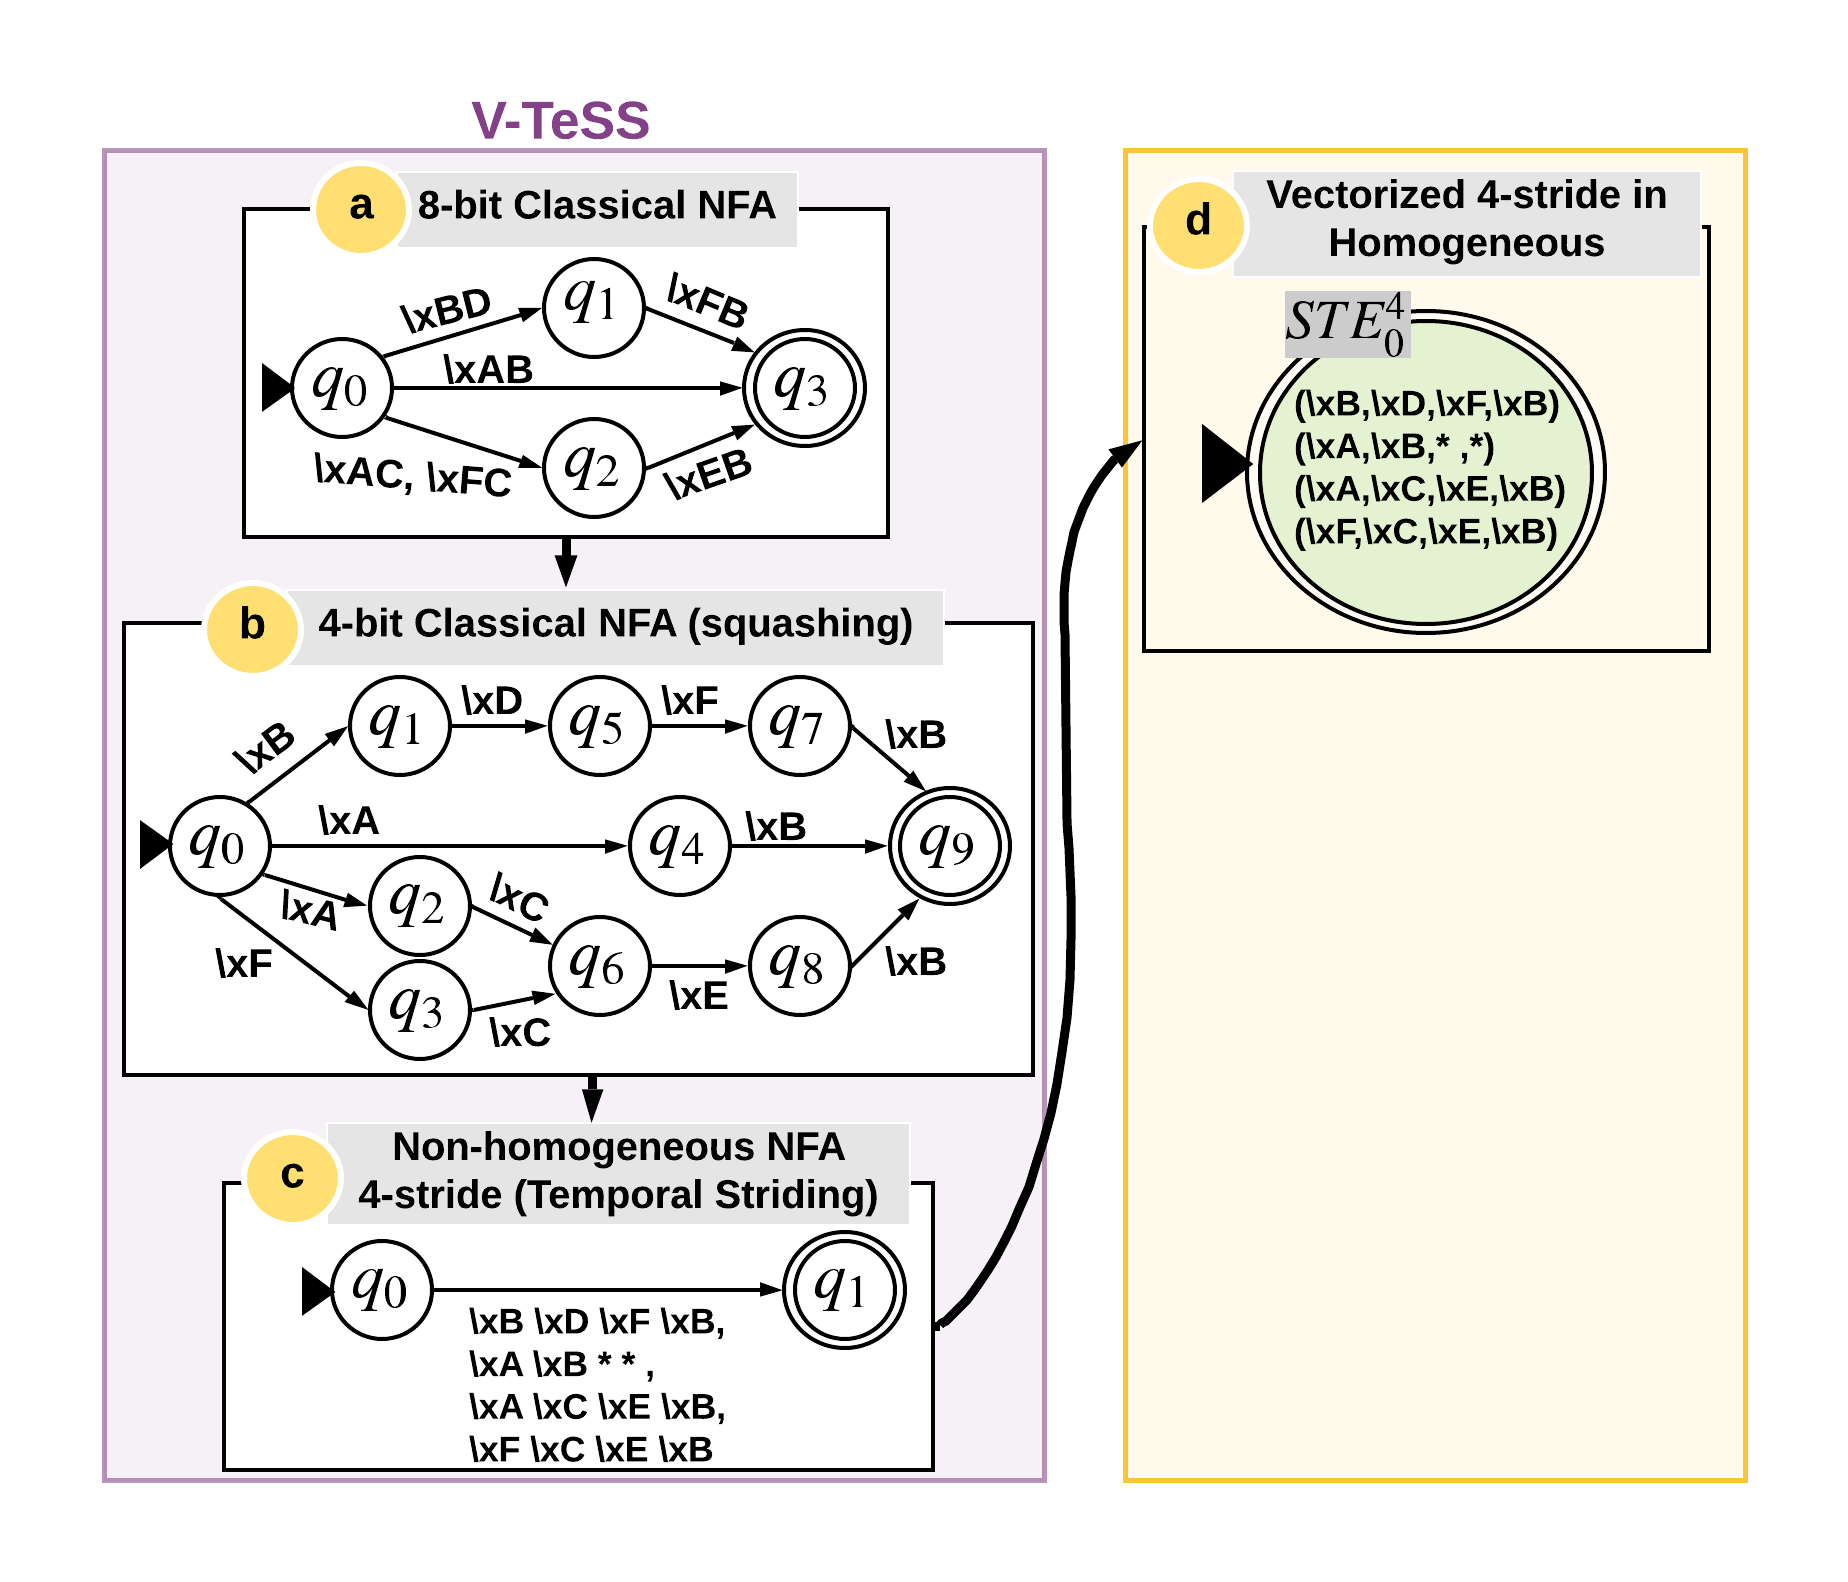 V-TeSS
a
8-bit Classical NFA
\xBD
q1
\xFB
q0
\xAB
q3
\xAC, \xFC
q2
\xEB
b
4-bit Classical NFA (squashing)
\xB
q1
\xD
q5
\xF
q7
\xB
q0
\xA
q4
\xB
q9
\xA
q2
\xC
\xF
q3
\xC
q6
\xE
q8
\xB
c
Non-homogeneous NFA
4-stride (Temporal Striding)
q0
q1
\xB \xD \xF \xB,
\xA \xB * * ,
\xA \xC \xE \xB,
\xF \xC \xE \xB
d
Vectorized 4-stride in
Homogeneous
STE_0^4
(\xB,\xD,\xF,\xB)
(\xA,\xB,* ,*)
(\xA,\xC,\xE,\xB)
(\xF,\xC,\xE,\xB)